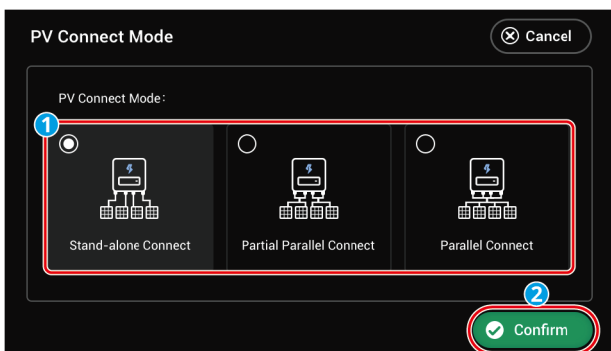 PV Connect Mode
Cancel
PV Connect Mode:
1
Stand-alone Connect
Partial Parallel Connect
Parallel Connect
2
Confirm